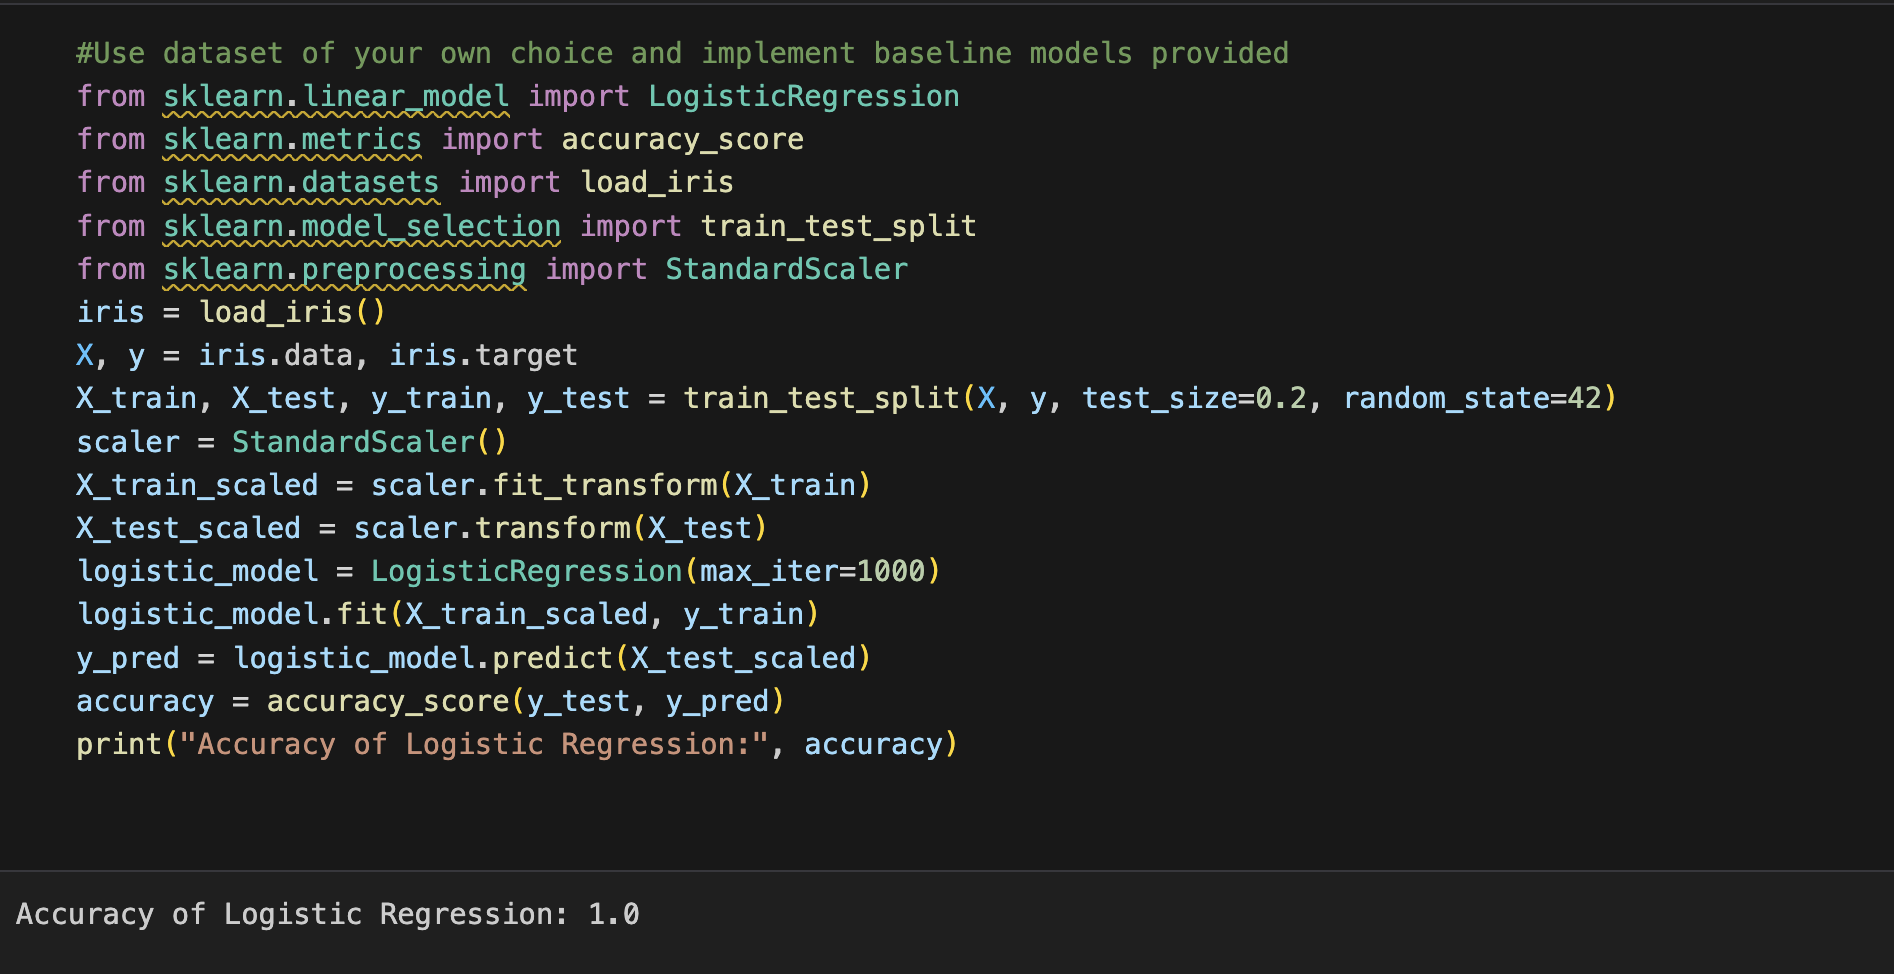 #Use dataset of your own choice and implement baseline models provided
from sklearn.linear_model import LogisticRegression
from sklearn.metrics import accuracy_score
from sklearn.datasets import load_iris
from sklearn.model_selection import train_test_split
from sklearn.preprocessing import StandardScaler
iris = load_iris()
X, y = iris.data, iris.target
X_train, X_test, y_train, y_test = train_test_split(X, y, test_size=0.2, random_state=42)
scaler = StandardScaler()
X_train_scaled = scaler.fit_transform(X_train)
X_test_scaled = scaler.transform(X_test)
logistic_model = LogisticRegression(max_iter=1000)
logistic_model.fit(X_train_scaled, y_train)
y_pred = logistic_model.predict(X_test_scaled)
accuracy = accuracy_score(y_test, y_pred)
print("Accuracy of Logistic Regression:", accuracy)
Accuracy of Logistic Regression: 1.0